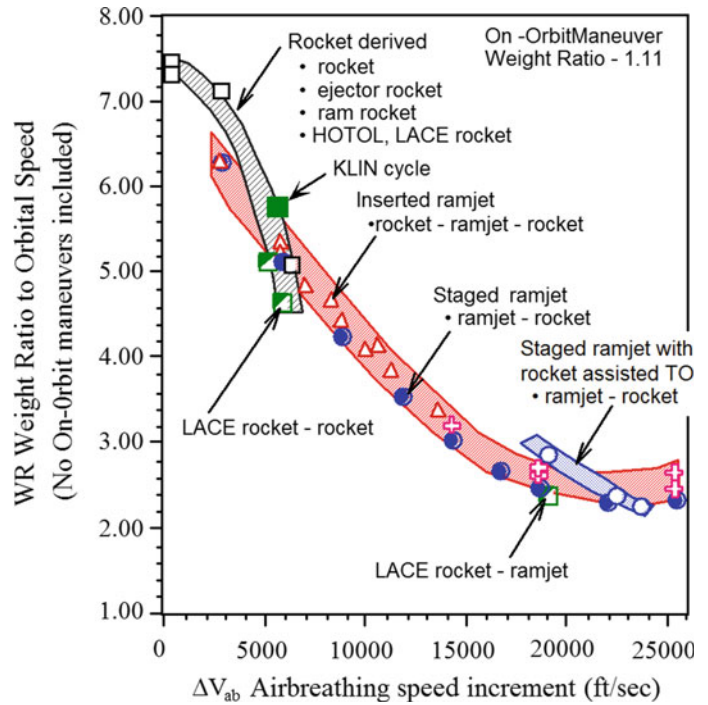 On -OrbitManeuver
Weight Ratio - 1.11
Rocket derived
• rocket
• ejector rocket
• ram rocket
• HOTOL, LACE rocket
KLIN cycle
Inserted ramjet
•rocket - ramjet - rocket
Staged ramjet
• ramjet - rocket
Staged ramjet with
rocket assisted TO
• ramjet - rocket
LACE rocket - rocket
LACE rocket - ramjet
WR Weight Ratio to Orbital Speed
(No On-0rbit maneuvers included)
8.00
7.00
6.00
5.00
4.00
3.00
2.00
1.00
0 5000 10000 15000 20000 25000
ΔVab Airbreathing speed increment (ft/sec)